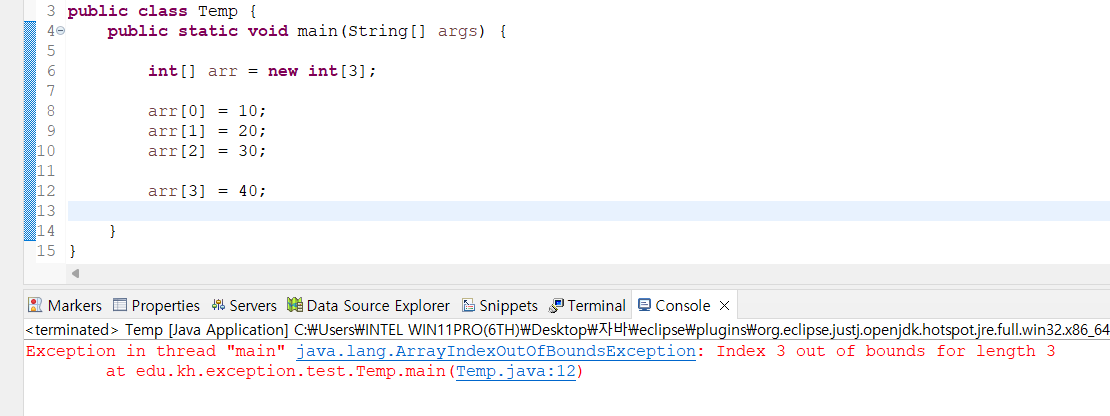 3 public class Temp {
4 public static void main(String[] args) {
5
6 int[] arr = new int[3];
7
8 arr[0] = 10;
9 arr[1] = 20;
10 arr[2] = 30;
11
12 arr[3] = 40;
13
14 }
15 }
Markers Properties Servers Data Source Explorer Snippets Terminal Console
<terminated> Temp [Java Application] C:₩Users₩INTEL WIN11PRO(6TH)₩Desktop₩자바₩eclipse₩plugins₩org.eclipse.justj.openjdk.hotspot.jre.full.win32.x86_64
Exception in thread "main" java.lang.ArrayIndexOutOfBoundsException: Index 3 out of bounds for length 3
at edu.kh.exception.test.Temp.main(Temp.java:12)